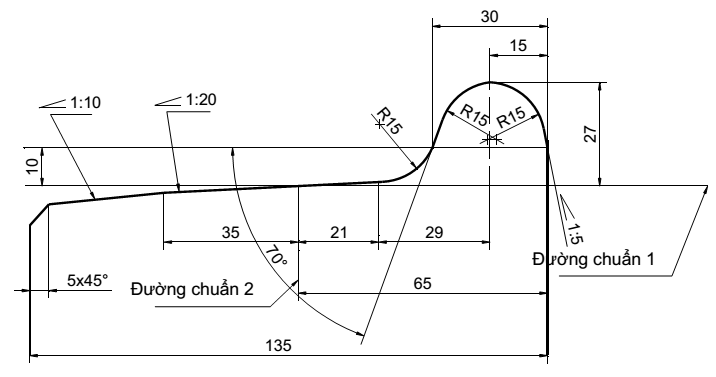 30
15
1:10
1:20
R15
R15
R15
27
10
35
21
29
1:5
70°
Đường chuẩn 1
5x45°
Đường chuẩn 2
65
135